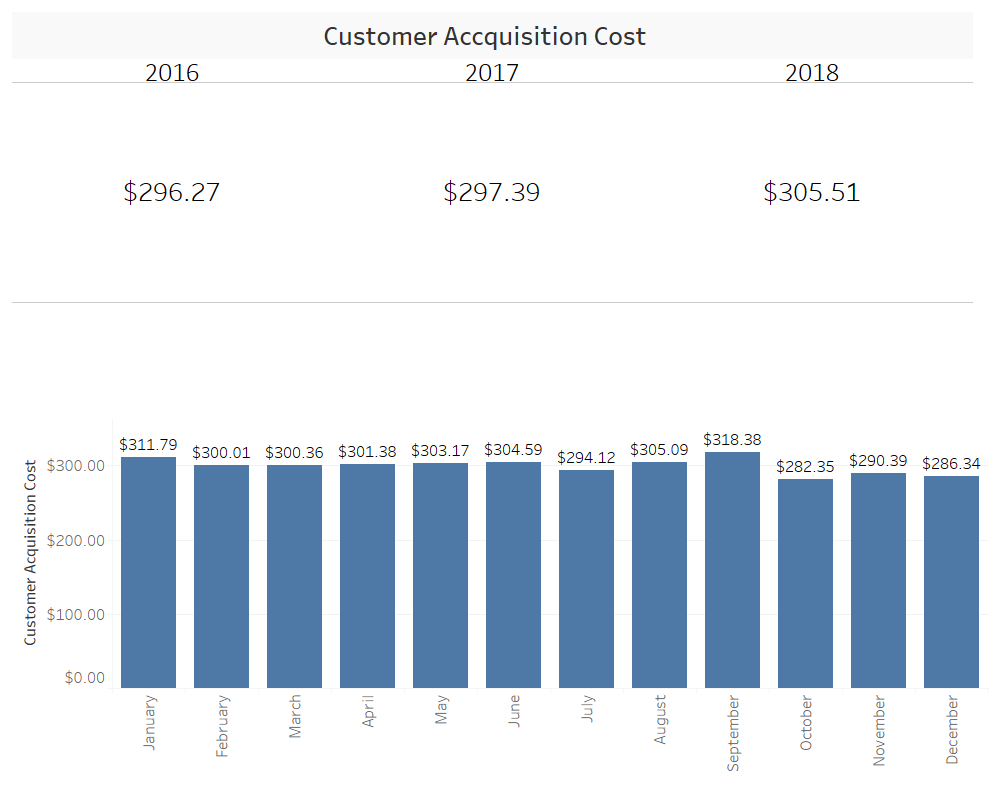 Customer Accquisition Cost
2016 2017 2018
$296.27 $297.39 $305.51
Customer Accquisition Cost
$300.00
$200.00
$100.00
$0.00
$311.79 $300.01 $300.36 $301.38 $303.17 $304.59 $294.12 $305.09 $318.38 $282.35 $290.39 $286.34
January February March April May June July August September October November December